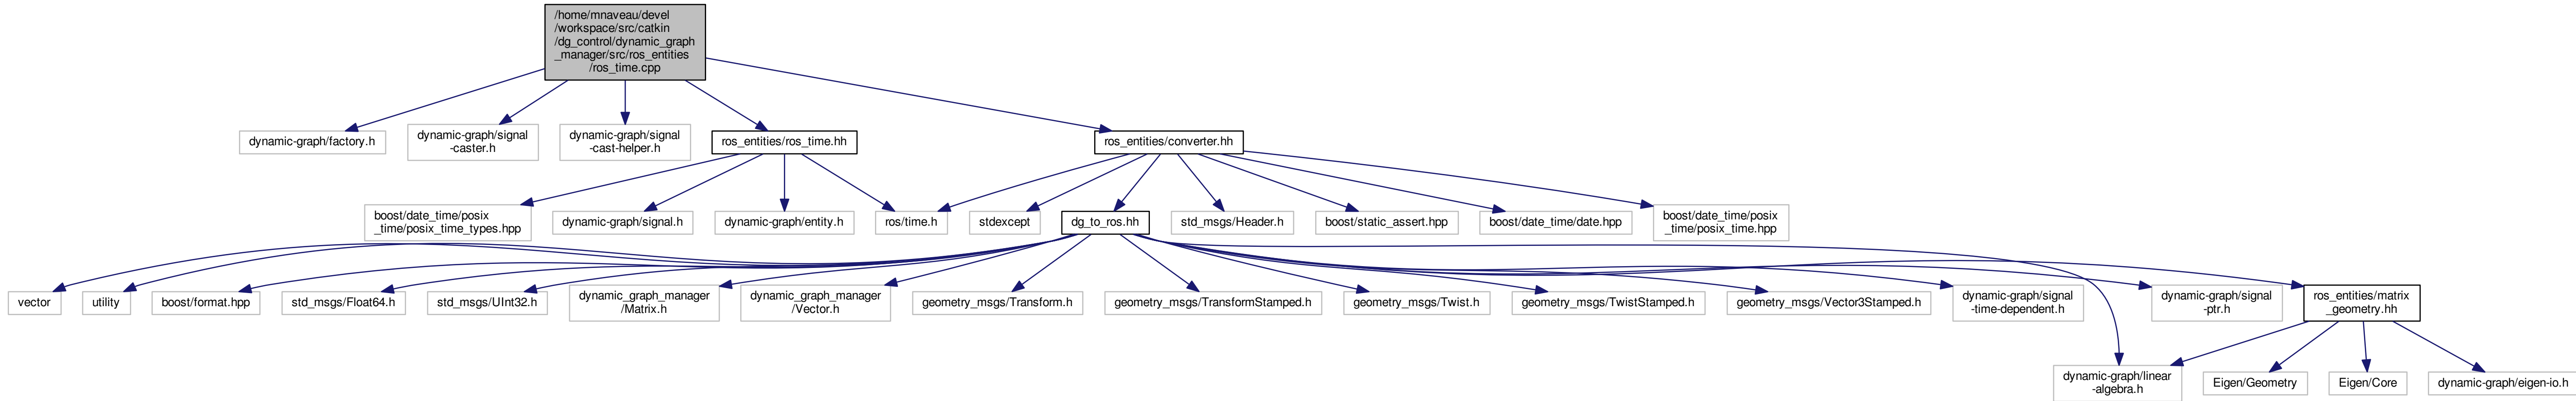 /home/mnaveau/devel
/workspace/src/catkin
/dg_control/dynamic_graph
_manager/src/ros_entities
/ros_time.cpp
dynamic-graph/factory.h
dynamic-graph/signal
-caster.h
dynamic-graph/signal
-cast-helper.h
ros_entities/ros_time.hh
ros_entities/converter.hh
boost/date_time/posix
_time/posix_time_types.hpp
dynamic-graph/signal.h
dynamic-graph/entity.h
ros/time.h
stdexcept
dg_to_ros.hh
std_msgs/Header.h
boost/static_assert.hpp
boost/date_time/date.hpp
boost/date_time/posix
_time/posix_time.hpp
vector
utility
boost/format.hpp
std_msgs/Float64.h
std_msgs/UInt32.h
dynamic_graph_manager
/Matrix.h
dynamic_graph_manager
/Vector.h
geometry_msgs/Transform.h
geometry_msgs/TransformStamped.h
geometry_msgs/Twist.h
geometry_msgs/TwistStamped.h
geometry_msgs/Vector3Stamped.h
dynamic-graph/signal
-time-dependent.h
dynamic-graph/signal
-ptr.h
ros_entities/matrix
_geometry.hh
dynamic-graph/linear
-algebra.h
Eigen/Geometry
Eigen/Core
dynamic-graph/eigen-io.h